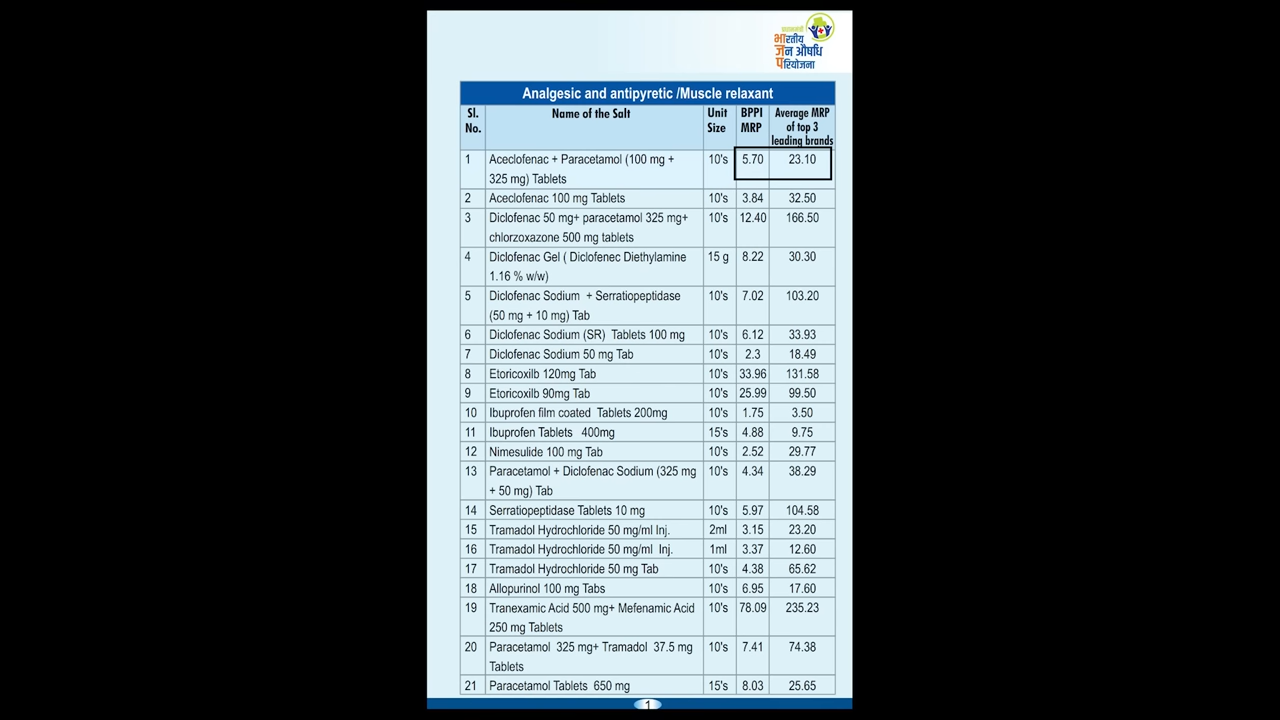 प्रधानमंत्री
भारतीय
जन औषधि
परियोजना
Analgesic and antipyretic /Muscle relaxant
Sl. No. Name of the Salt Unit Size BPPI MRP Average MRP of top 3 leading brands
1 Aceclofenac + Paracetamol (100 mg + 10's 5.70 23.10
325 mg) Tablets
2 Aceclofenac 100 mg Tablets 10's 3.84 32.50
3 Diclofenac 50 mg+ paracetamol 325 mg+ 10's 12.40 166.50
chlorzoxazone 500 mg tablets
4 Diclofenac Gel ( Diclofenec Diethylamine 15 g 8.22 30.30
1.16 % w/w)
5 Diclofenac Sodium + Serratiopeptidase 10's 7.02 103.20
(50 mg + 10 mg) Tab
6 Diclofenac Sodium (SR) Tablets 100 mg 10's 6.12 33.93
7 Diclofenac Sodium 50 mg Tab 10's 2.3 18.49
8 Etoricoxilb 120mg Tab 10's 33.96 131.58
9 Etoricoxilb 90mg Tab 10's 25.99 99.50
10 Ibuprofen film coated Tablets 200mg 10's 1.75 3.50
11 Ibuprofen Tablets 400mg 15's 4.88 9.75
12 Nimesulide 100 mg Tab 10's 2.52 29.77
13 Paracetamol + Diclofenac Sodium (325 mg 10's 4.34 38.29
+ 50 mg) Tab
14 Serratiopeptidase Tablets 10 mg 10's 5.97 104.58
15 Tramadol Hydrochloride 50 mg/ml Inj. 2ml 3.15 23.20
16 Tramadol Hydrochloride 50 mg/ml Inj. 1ml 3.37 12.60
17 Tramadol Hydrochloride 50 mg Tab 10's 4.38 65.62
18 Allopurinol 100 mg Tabs 10's 6.95 17.60
19 Tranexamic Acid 500 mg+ Mefenamic Acid 10's 78.09 235.23
250 mg Tablets
20 Paracetamol 325 mg+ Tramadol 37.5 mg 10's 7.41 74.38
Tablets
21 Paracetamol Tablets 650 mg 15's 8.03 25.65
1